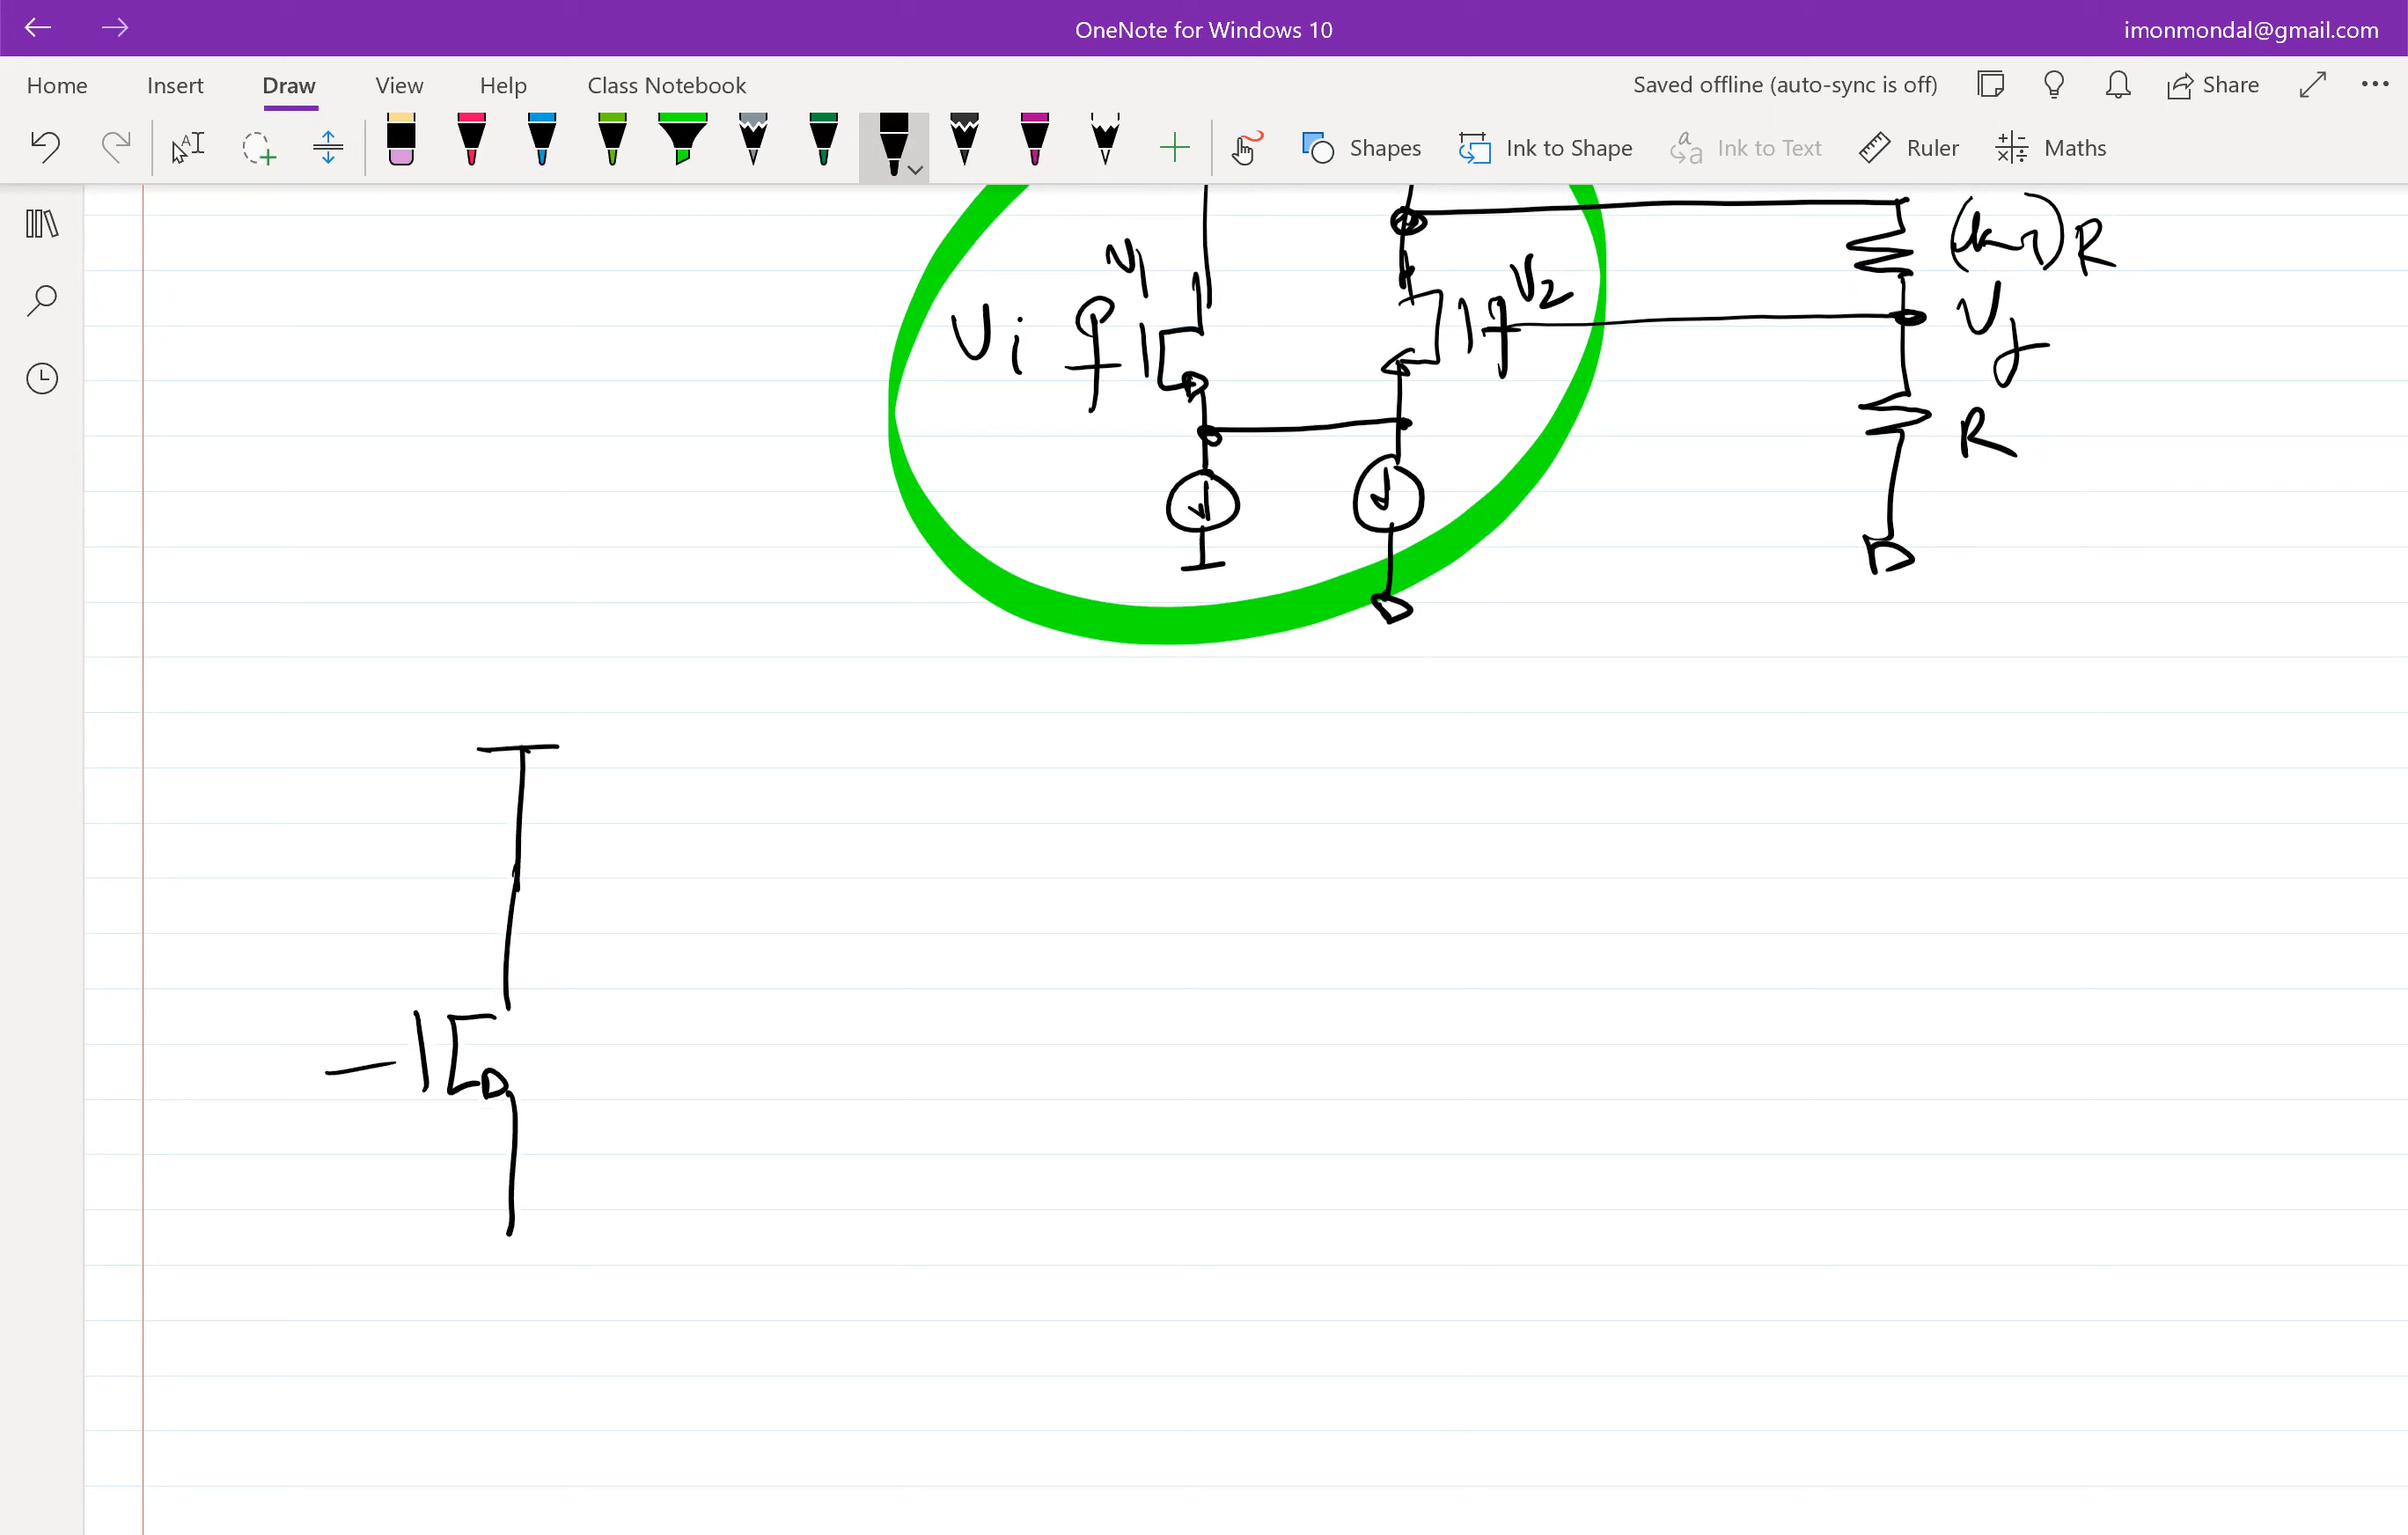 OneNote for Windows 10
imonmondal@gmail.com
Home Insert Draw View Help Class Notebook
Saved offline (auto-sync is off) Share
Shapes Ink to Shape Ink to Text Ruler Maths
(k-1)R
V1
V2
Vi
Vf
R